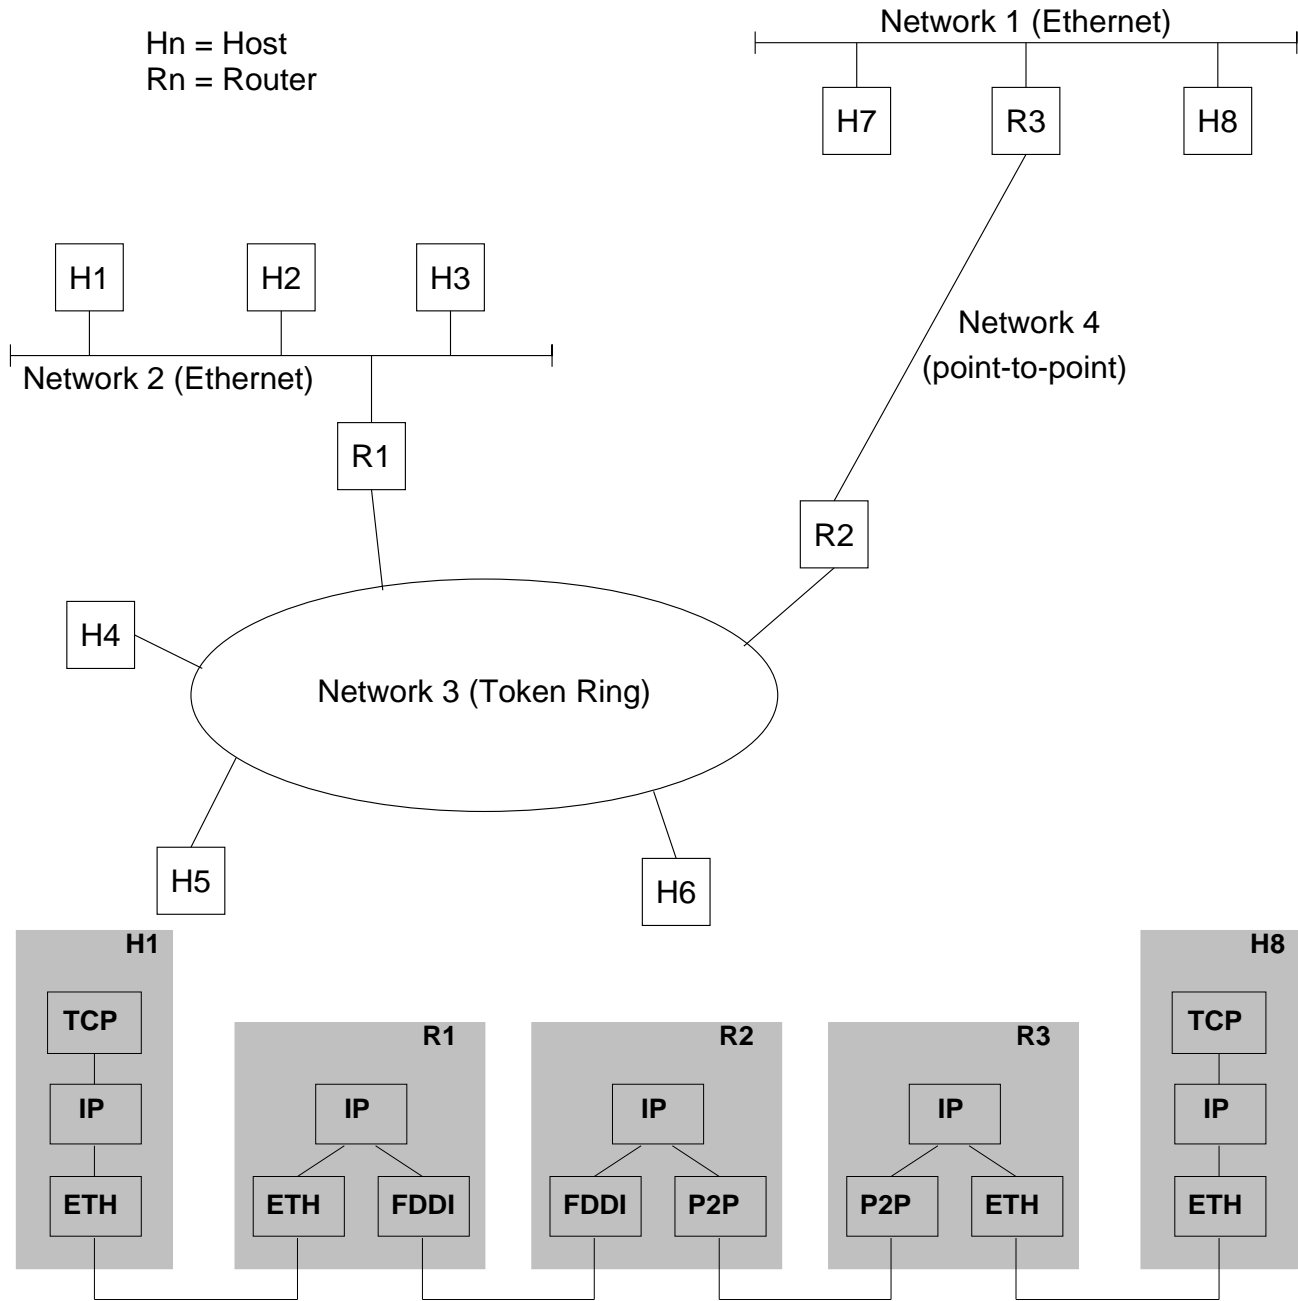 Hn = Host
Rn = Router
Network 1 (Ethernet)
H7
R3
H8
H1
H2
H3
Network 2 (Ethernet)
R1
Network 4
(point-to-point)
R2
H4
Network 3 (Token Ring)
H5
H6
H1
TCP
IP
ETH
R1
IP
ETH
FDDI
R2
IP
FDDI
P2P
R3
IP
P2P
ETH
H8
TCP
IP
ETH